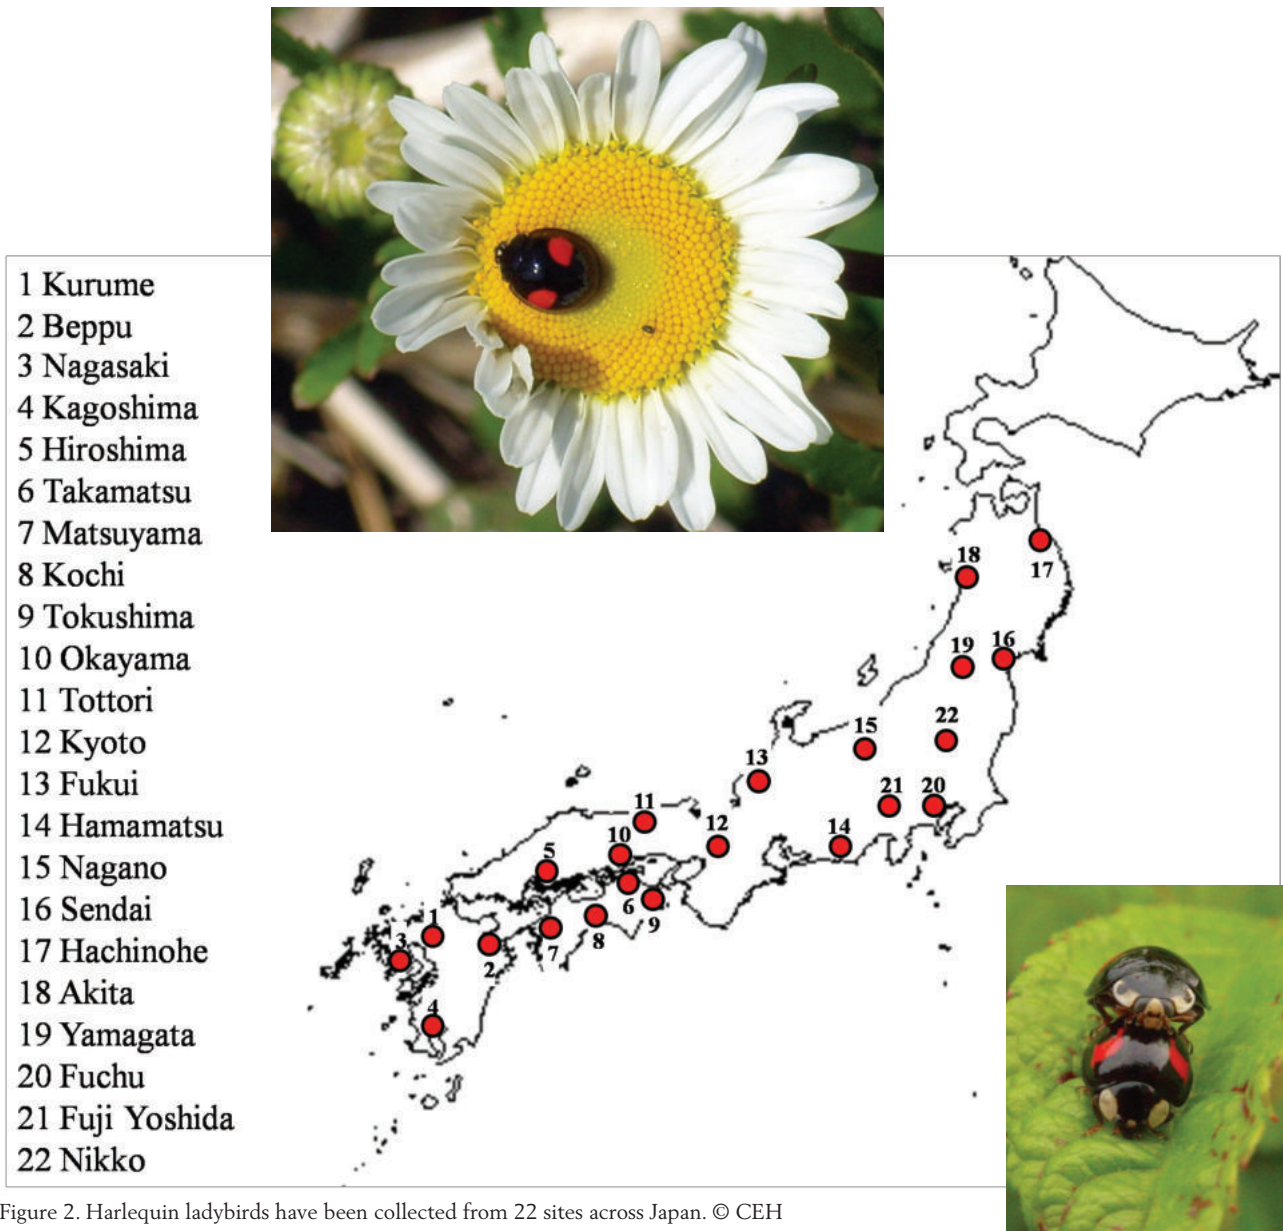 1 Kurume
2 Beppu
3 Nagasaki
4 Kagoshima
5 Hiroshima
6 Takamatsu
7 Matsuyama
8 Kochi
9 Tokushima
10 Okayama
11 Tottori
12 Kyoto
13 Fukui
14 Hamamatsu
15 Nagano
16 Sendai
17 Hachinohe
18 Akita
19 Yamagata
20 Fuchu
21 Fuji Yoshida
22 Nikko
18
17
16
19
22
15
13
21
20
11
12
14
10
5
6
9
8
7
1
2
3
4
Figure 2. Harlequin ladybirds have been collected from 22 sites across Japan. © CEH